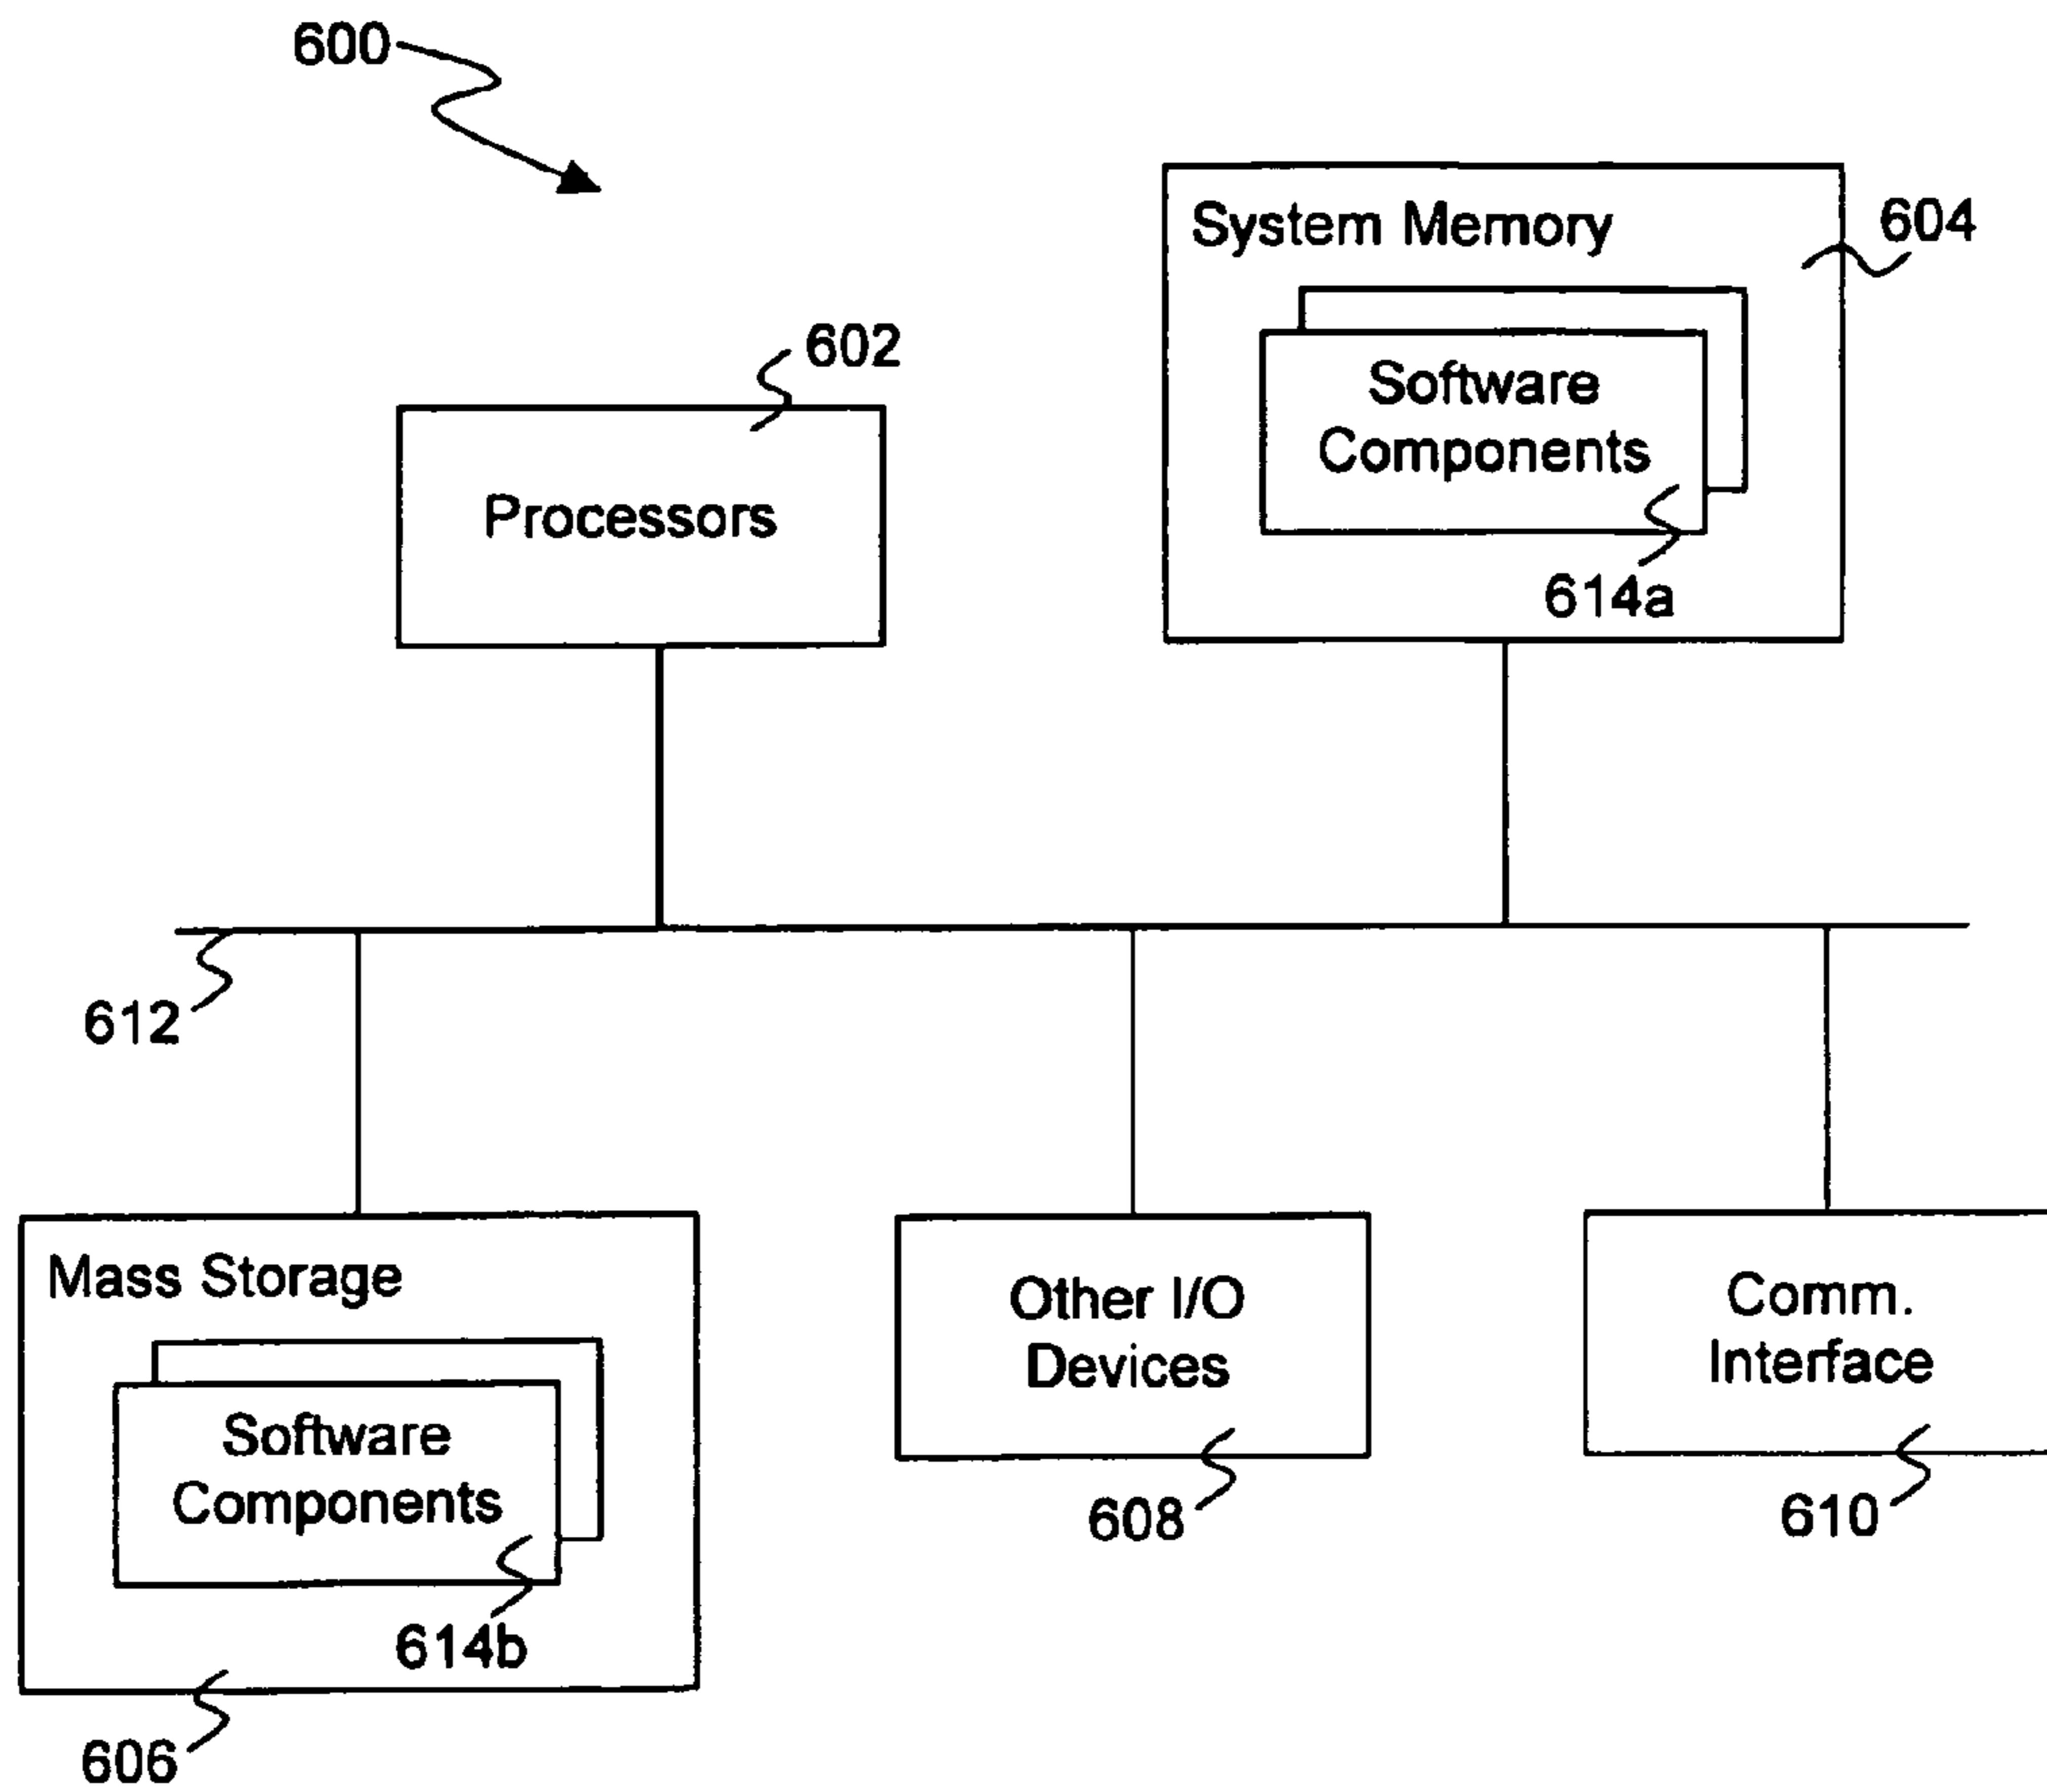 600
System Memory
604
602
Software
Components
Processors
614a
612
Mass Storage
Other I/O
Devices
Comm.
Interface
Software
Components
608
610
614b
606